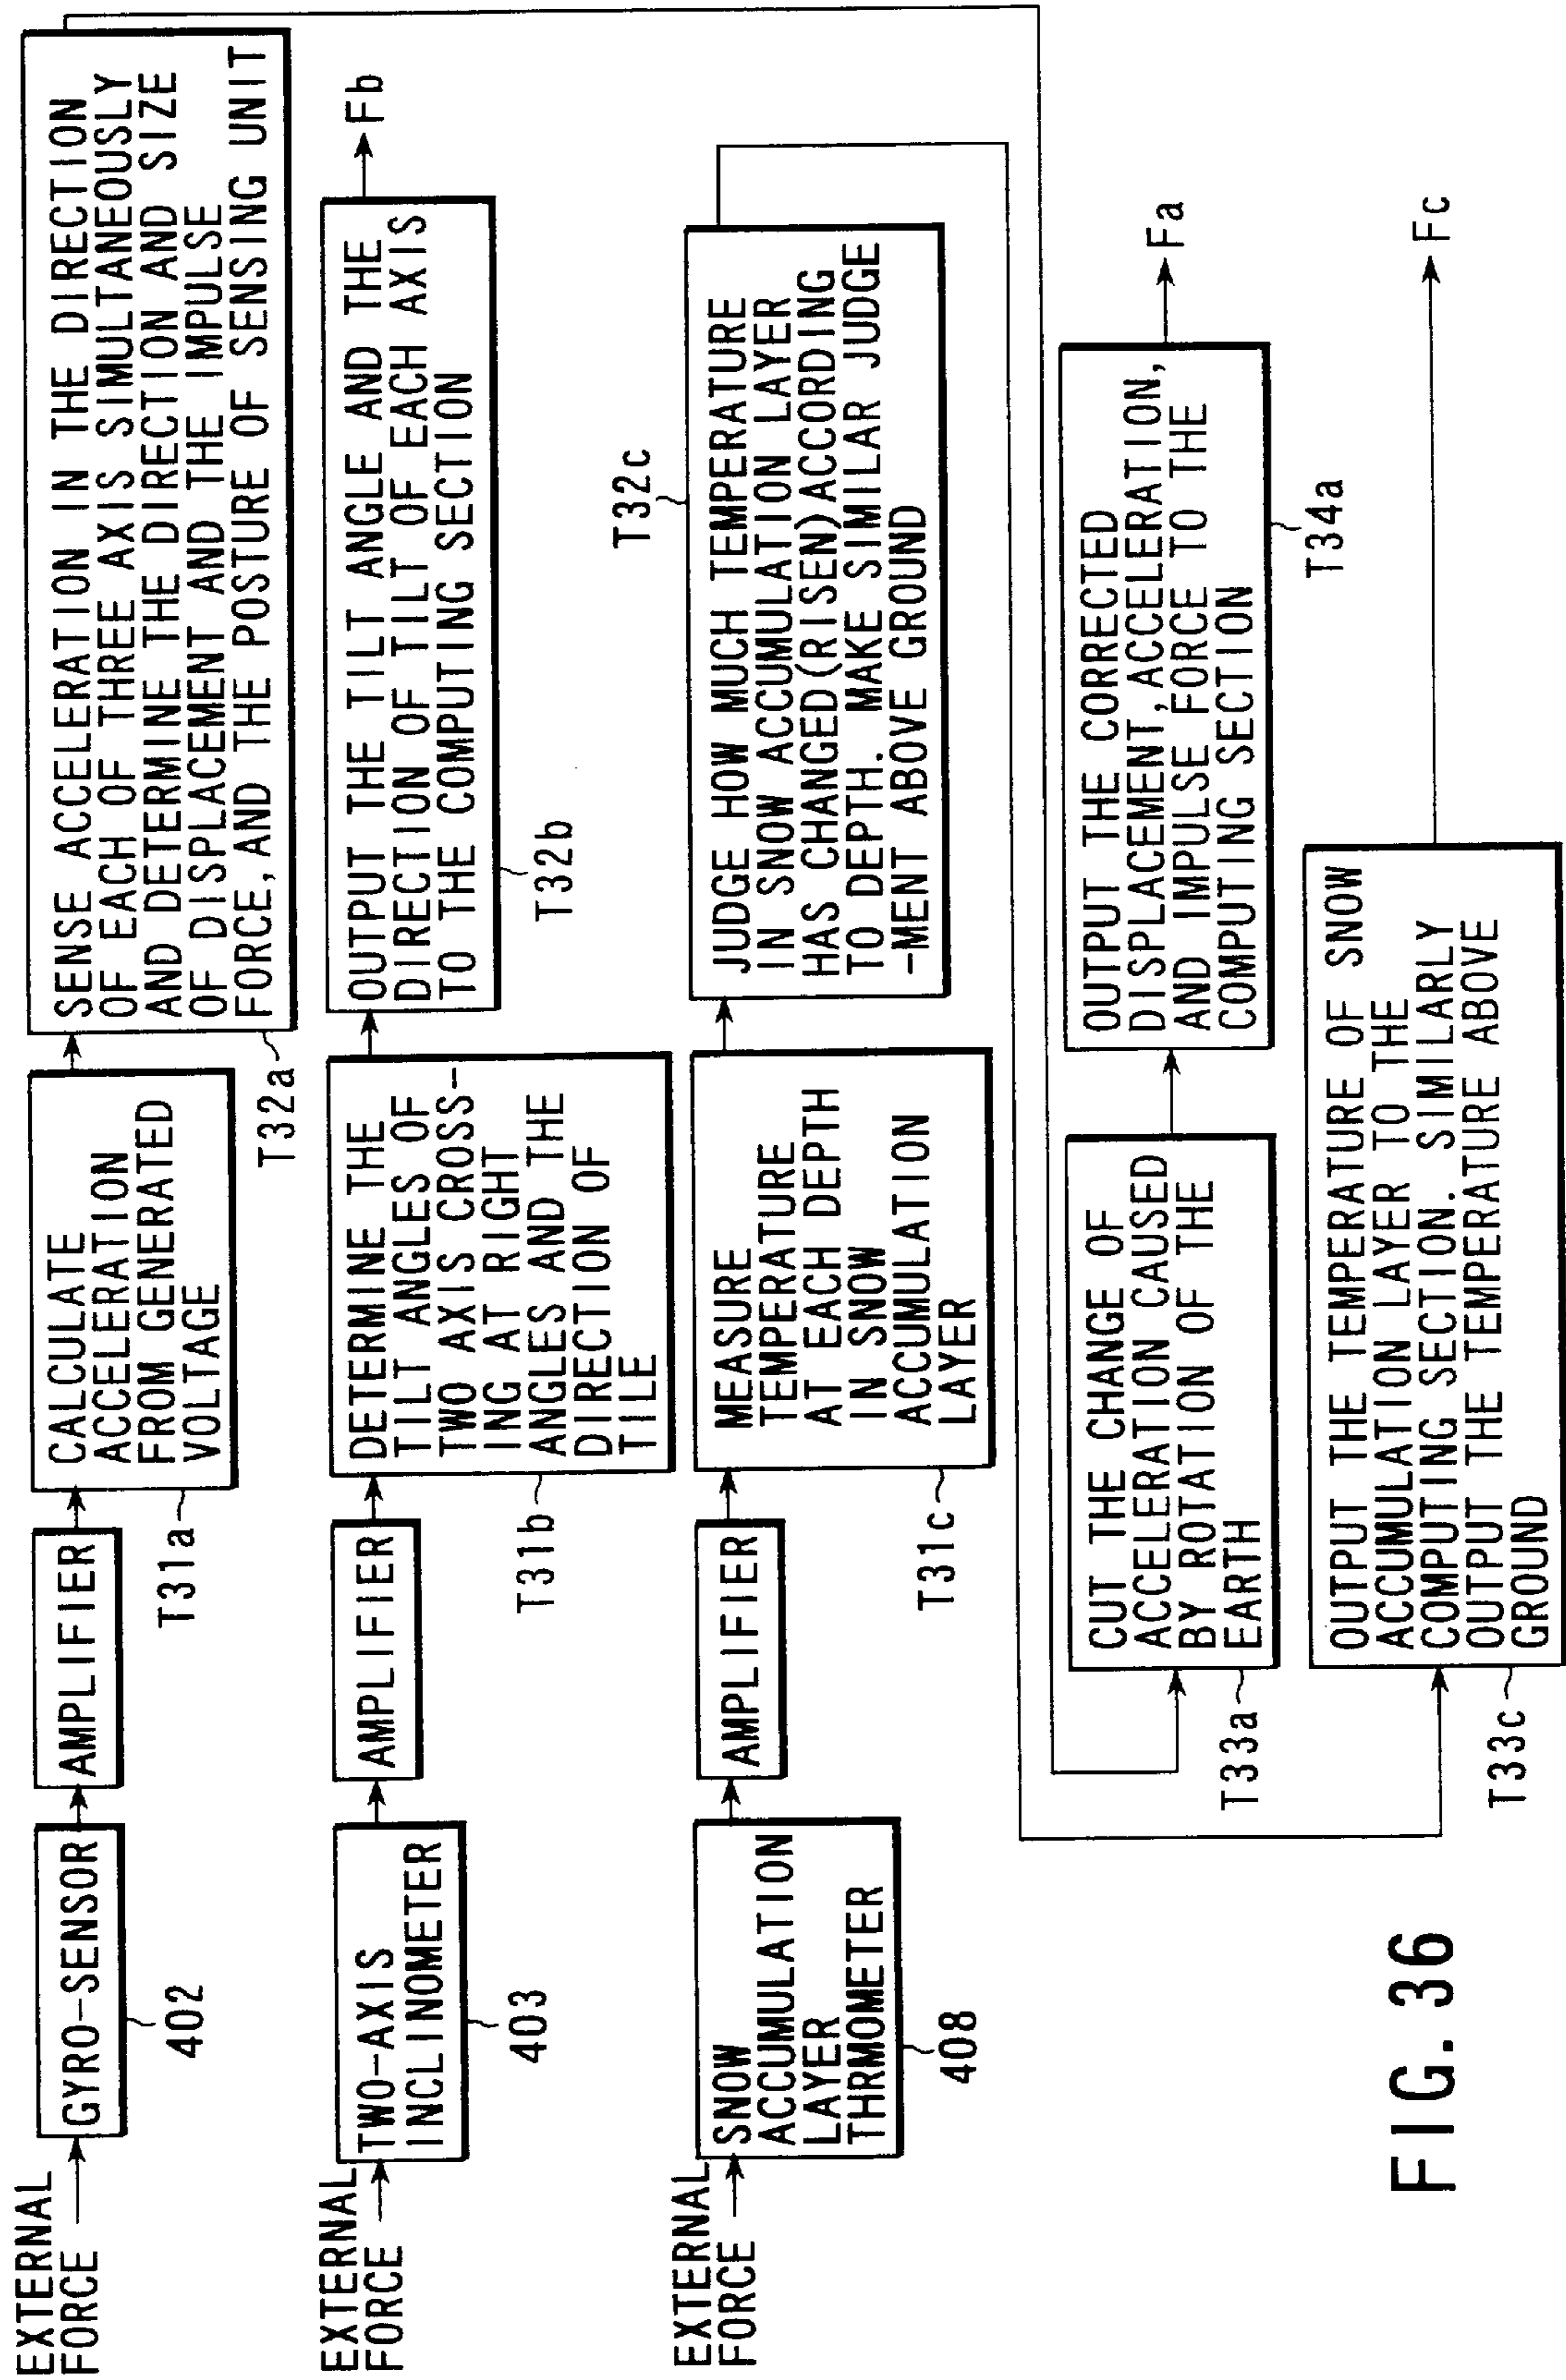 EXTERNAL
FORCE
GYRO-SENSOR
402
AMPLIFIER
CALCULATE
ACCELERATION
FROM GENERATED
VOLTAGE
T31a
SENSE ACCELERATION IN THE DIRECTION
OF EACH OF THREE AXIS SIMULTANEOUSLY
AND DETERMINE THE DIRECTION AND SIZE
OF DISPLACEMENT AND THE IMPULSE
FORCE, AND THE POSTURE OF SENSING UNIT
T32a
EXTERNAL
FORCE
TWO-AXIS
INCLINOMETER
403
AMPLIFIER
DETERMINE THE
TILT ANGLES OF
TWO AXIS CROSS-
ING AT RIGHT
ANGLES AND THE
DIRECTION OF
TILE
T31b
OUTPUT THE TILT ANGLE AND THE
DIRECTION OF TILT OF EACH AXIS
TO THE COMPUTING SECTION
T32b
Fb
EXTERNAL
FORCE
SNOW
ACCUMULATION
LAYER
THRMOMETER
408
AMPLIFIER
MEASURE
TEMPERATURE
AT EACH DEPTH
IN SNOW
ACCUMULATION
LAYER
T31c
T32c
JUDGE HOW MUCH TEMPERATURE
IN SNOW ACCUMULATION LAYER
HAS CHANGED(RISEN)ACCORDING
TO DEPTH. MAKE SIMILAR JUDGE
-MENT ABOVE GROUND
CUT THE CHANGE OF
ACCELERATION CAUSED
BY ROTATION OF THE
EARTH
T33a
OUTPUT THE CORRECTED
DISPLACEMENT, ACCELERATION,
AND IMPULSE FORCE TO THE
COMPUTING SECTION
T34a
Fa
OUTPUT THE TEMPERATURE OF SNOW
ACCUMULATION LAYER TO THE
COMPUTING SECTION. SIMILARLY
OUTPUT THE TEMPERATURE ABOVE
GROUND
T33c
Fc
FIG. 36